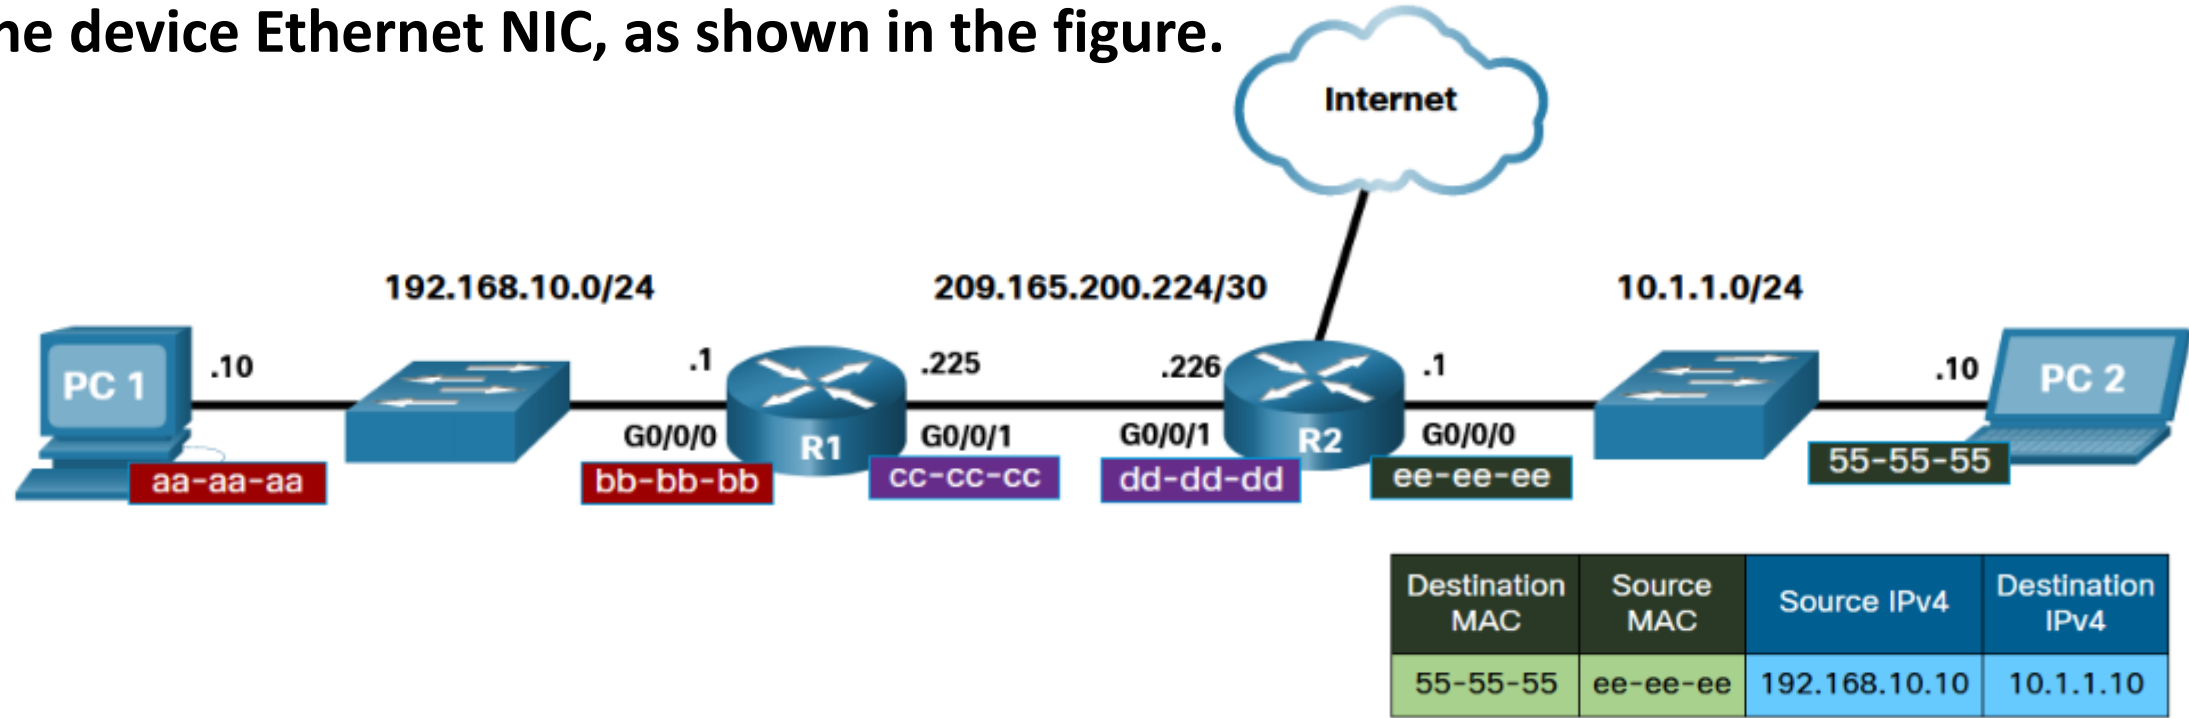 he device Ethernet NIC, as shown in the figure.
Internet
192.168.10.0/24
209.165.200.224/30
10.1.1.0/24
PC 1
.10
.1
.225
.226
.1
.10
PC 2
G0/0/0
R1
G0/0/1
G0/0/1
R2
G0/0/0
aa-aa-aa
bb-bb-bb
cc-cc-cc
dd-dd-dd
ee-ee-ee
55-55-55
Destination MAC
Source MAC
Source IPv4
Destination IPv4
55-55-55
ee-ee-ee
192.168.10.10
10.1.1.10